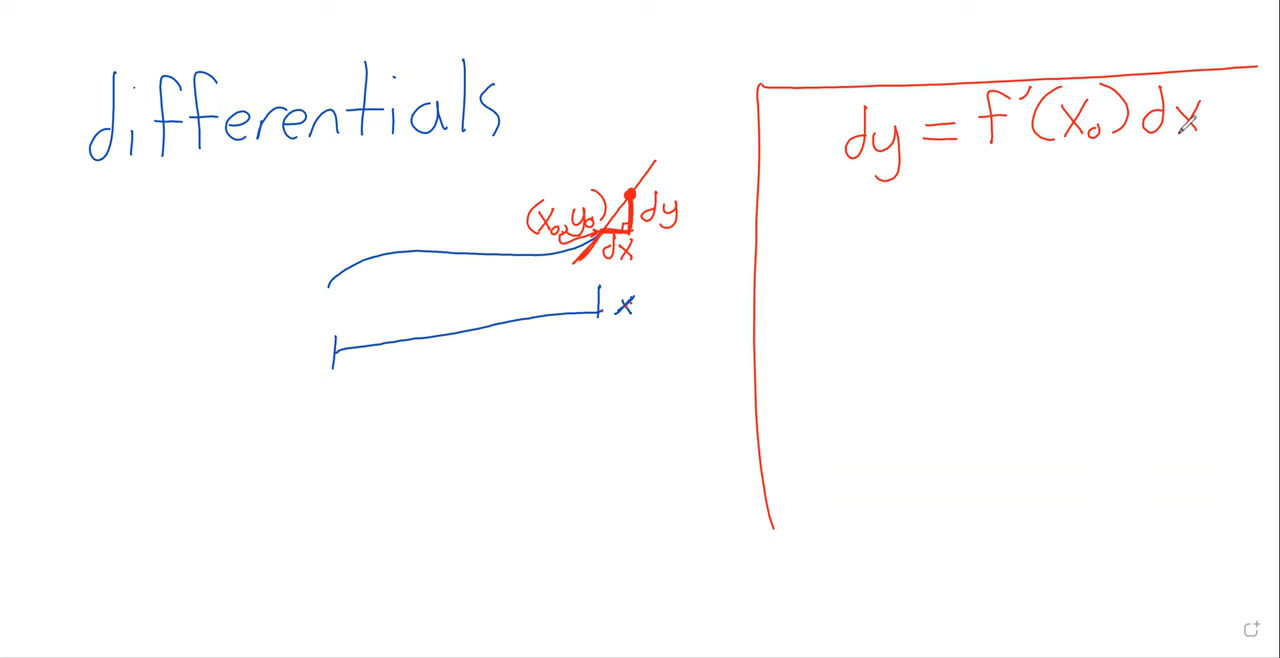 differentials
dy = f'(x₀) dx
(x₀, y₀)
dy
dx
x